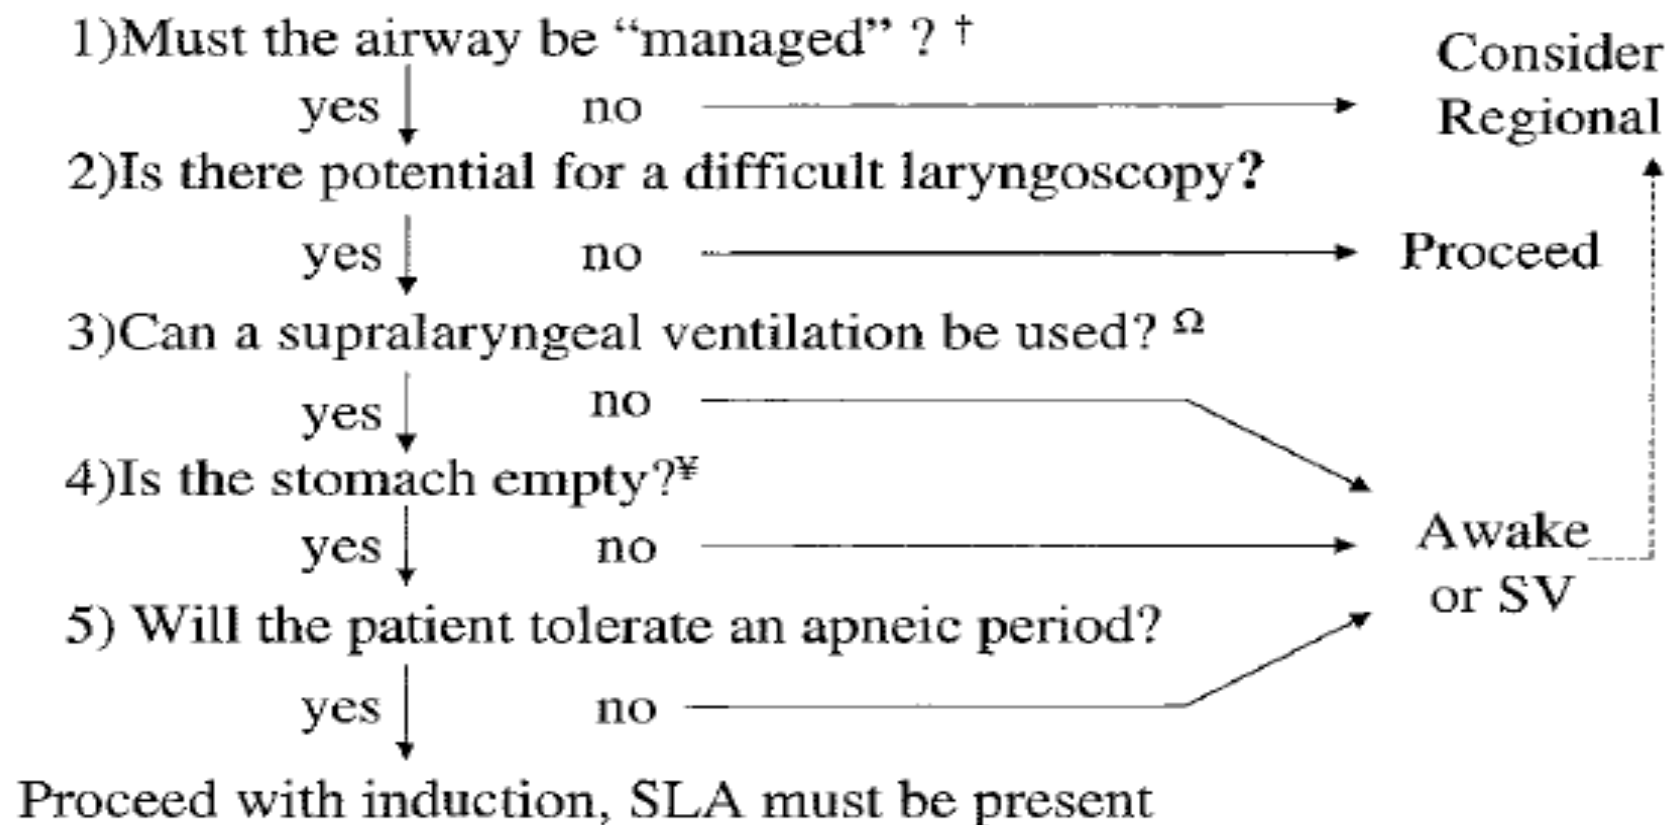 1)Must the airway be “managed” ? †
Consider
yes no
Regional
2)Is there potential for a difficult laryngoscopy?
yes no
Proceed
3)Can a supralaryngeal ventilation be used? Ω
yes no
4)Is the stomach empty?¥
yes no
Awake
or SV
5) Will the patient tolerate an apneic period?
yes no
Proceed with induction, SLA must be present